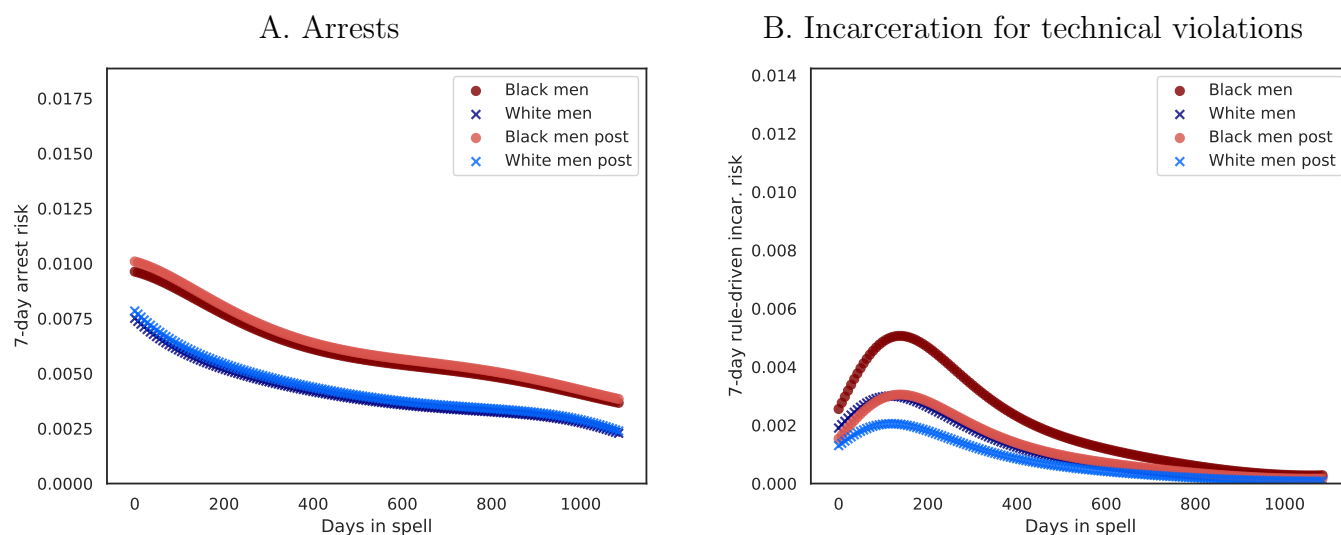 A. Arrests
0.0175
0.0150
0.0125
0.0100
0.0075
0.0050
0.0025
0.0000
7-day arrest risk
Black men
White men
Black men post
White men post
0 200 400 600 800 1000
Days in spell
B. Incarceration for technical violations
0.014
0.012
0.010
0.008
0.006
0.004
0.002
0.000
7-day rule-driven incar. risk
Black men
White men
Black men post
White men post
0 200 400 600 800 1000
Days in spell